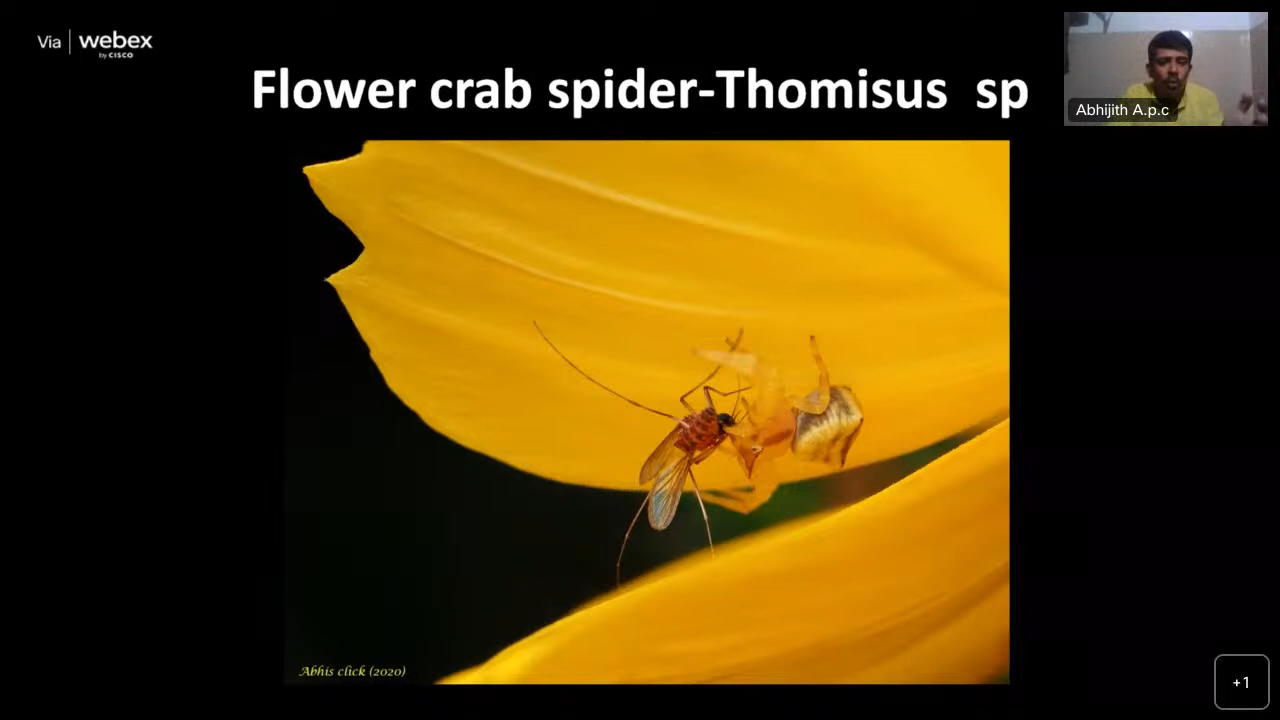 Via webex
by CISCO
Flower crab spider-Thomisus sp
Abhijith A.p.c
Abhis click (2020)
+1